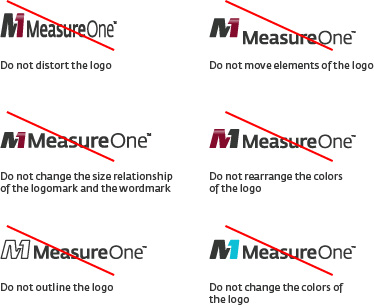 M1 MeasureOne™
M1 MeasureOne™
Do not distort the logo
Do not move elements of the logo
M1 MeasureOne™
M1 MeasureOne™
Do not change the size relationship
of the logomark and the wordmark
Do not rearrange the colors
of the logo
M1 MeasureOne™
M1 MeasureOne™
Do not outline the logo
Do not change the colors of
the logo